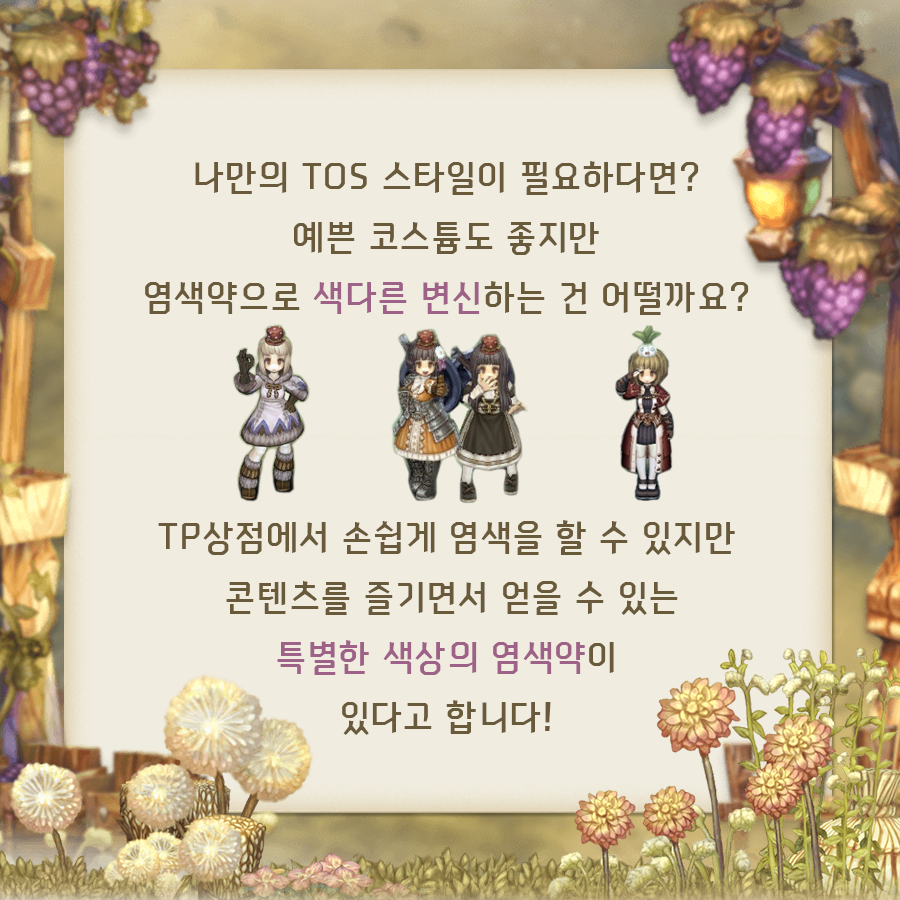 나만의 TOS 스타일이 필요하다면?
예쁜 코스튬도 좋지만
염색약으로 색다른 변신하는 건 어떨까요?
TP상점에서 손쉽게 염색을 할 수 있지만
콘텐츠를 즐기면서 얻을 수 있는
특별한 색상의 염색약이
있다고 합니다!